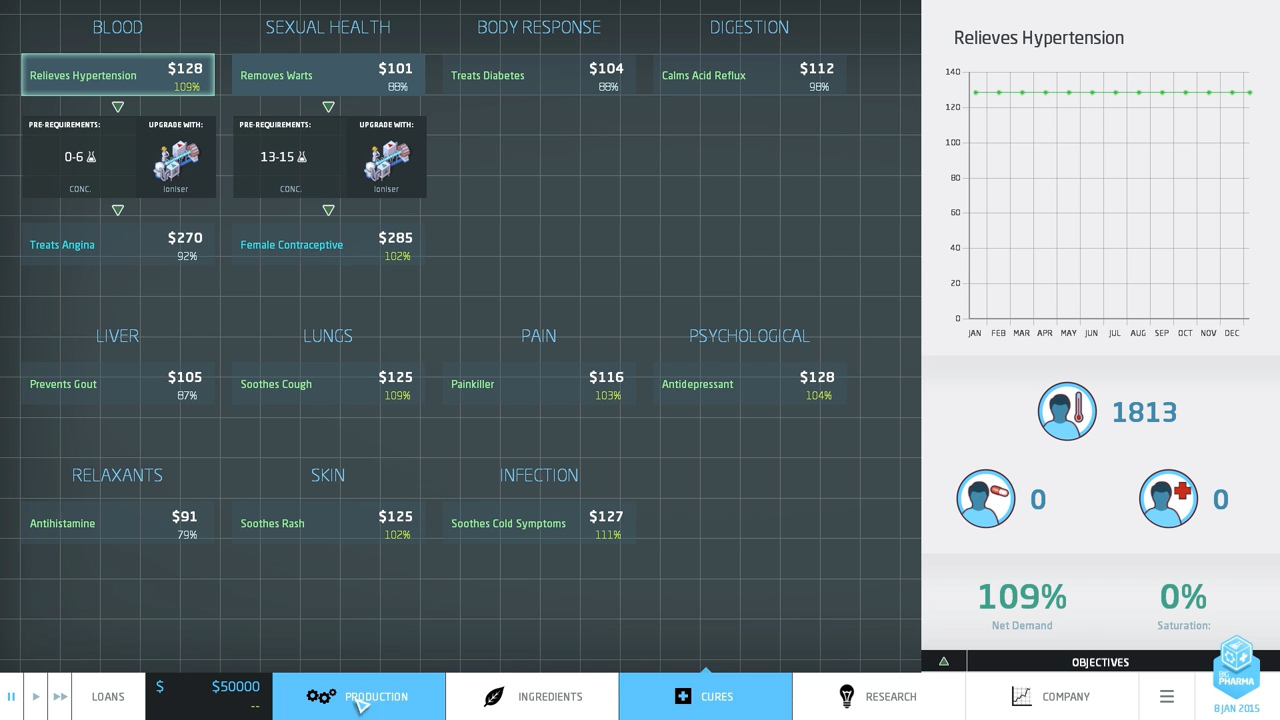 BLOOD
SEXUAL HEALTH
BODY RESPONSE
DIGESTION
Relieves Hypertension $128
109%
Removes Warts $101
88%
Treats Diabetes $104
88%
Calms Acid Reflux $112
98%
PRE-REQUIREMENTS: UPGRADE WITH:
0-6
CONC. Ioniser
PRE-REQUIREMENTS: UPGRADE WITH:
13-15
CONC. Ioniser
Treats Angina $270
92%
Female Contraceptive $285
102%
LIVER
LUNGS
PAIN
PSYCHOLOGICAL
Prevents Gout $105
87%
Soothes Cough $125
109%
Painkiller $116
103%
Antidepressant $128
104%
RELAXANTS
SKIN
INFECTION
Antihistamine $91
79%
Soothes Rash $125
102%
Soothes Cold Symptoms $127
111%
Relieves Hypertension
140
120
100
80
60
40
20
0
JAN FEB MAR APR MAY JUN JUL AUG SEP OCT NOV DEC
1813
0
0
109%
Net Demand
0%
Saturation:
OBJECTIVES
LOANS
$ $50000
--
PRODUCTION
INGREDIENTS
CURES
RESEARCH
COMPANY
BIG
PHARMA
8 JAN 2015